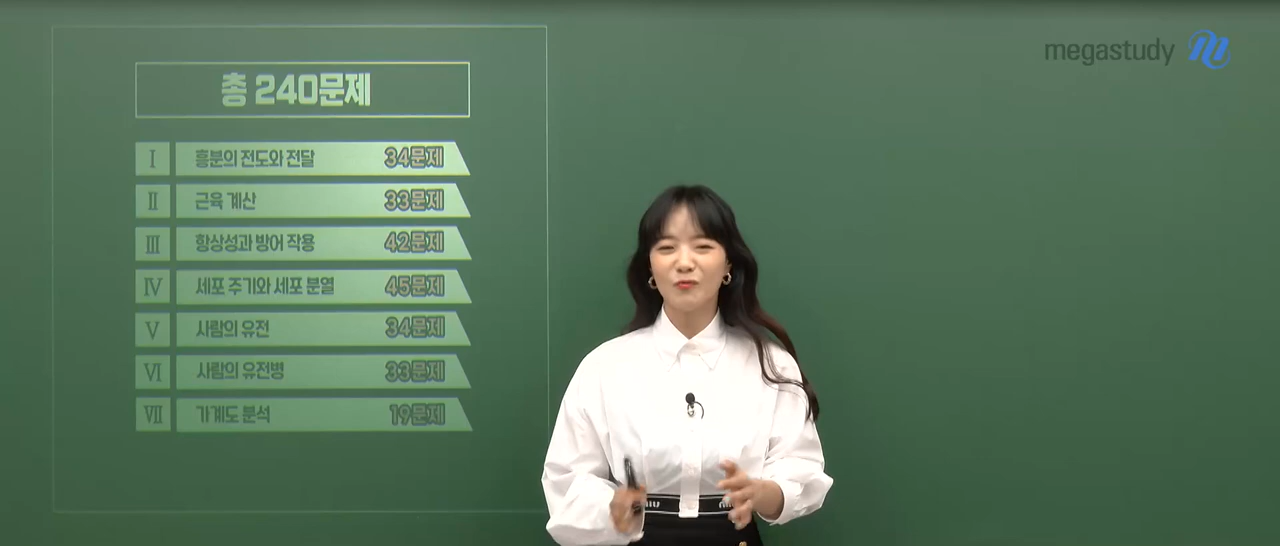 megastudy
총 240문제
Ⅰ 흥분의 전도와 전달 34문제
Ⅱ 근육 계산 33문제
Ⅲ 항상성과 방어 작용 42문제
Ⅳ 세포 주기와 세포 분열 45문제
Ⅴ 사람의 유전 34문제
Ⅵ 사람의 유전병 33문제
Ⅶ 가계도 분석 19문제